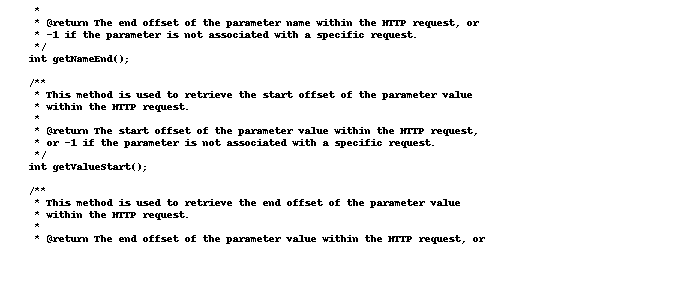 *
* @return The end offset of the parameter name within the HTTP request, or
* -1 if the parameter is not associated with a specific request.
*/
int getNameEnd();
/**
* This method is used to retrieve the start offset of the parameter value
* within the HTTP request.
*
* @return The start offset of the parameter value within the HTTP request,
* or -1 if the parameter is not associated with a specific request.
*/
int getValueStart();
/**
* This method is used to retrieve the end offset of the parameter value
* within the HTTP request.
*
* @return The end offset of the parameter value within the HTTP request, or